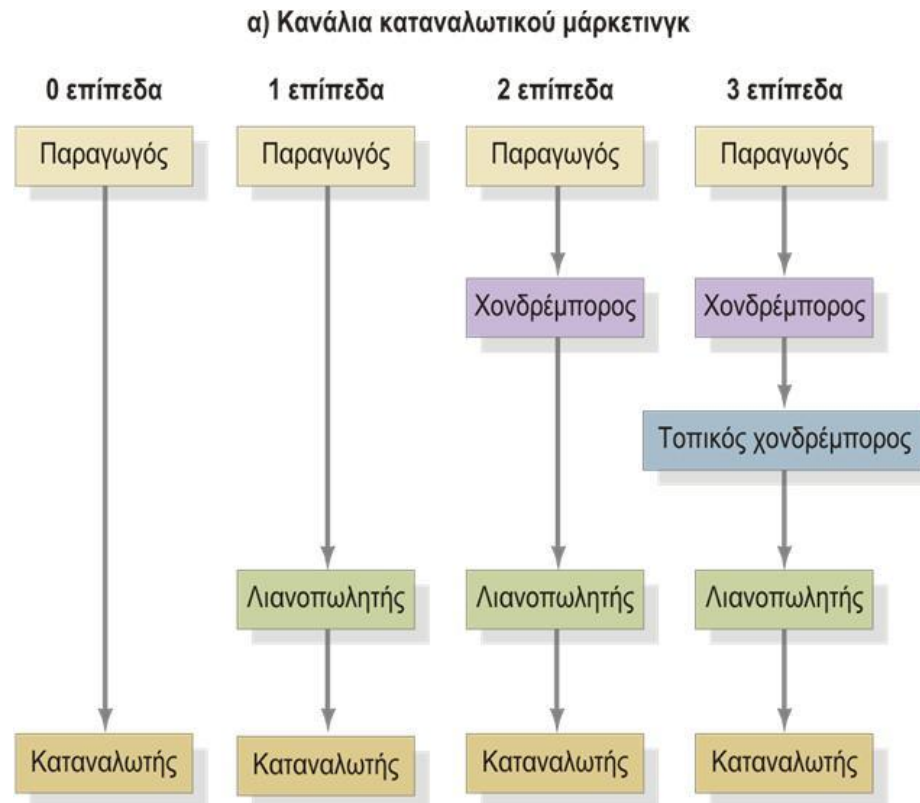 α) Κανάλια καταναλωτικού μάρκετινγκ
0 επίπεδα
1 επίπεδα
2 επίπεδα
3 επίπεδα
Παραγωγός
Παραγωγός
Παραγωγός
Παραγωγός
Χονδρέμπορος
Χονδρέμπορος
Τοπικός χονδρέμπορος
Λιανοπωλητής
Λιανοπωλητής
Λιανοπωλητής
Καταναλωτής
Καταναλωτής
Καταναλωτής
Καταναλωτής